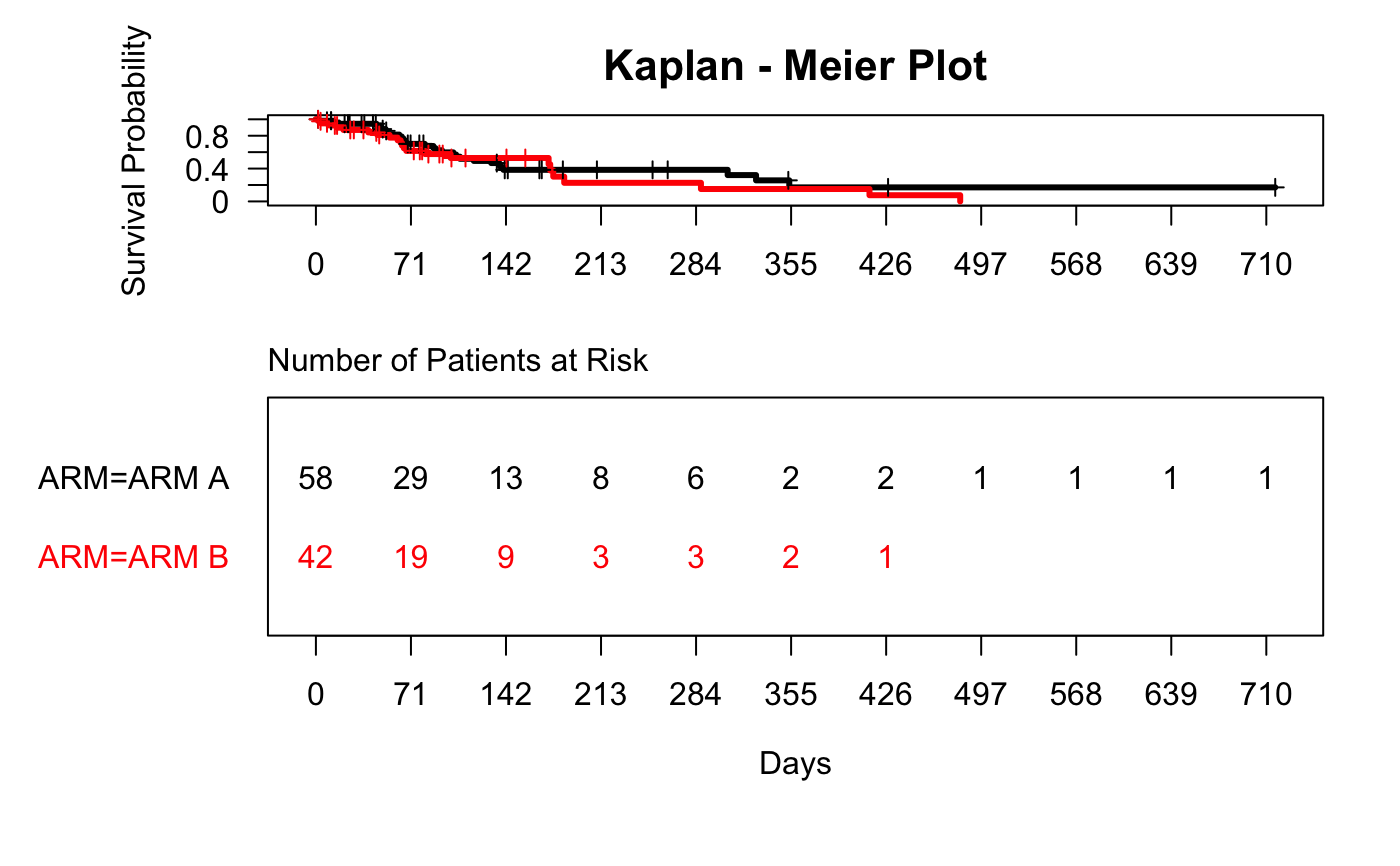 Kaplan - Meier Plot
Survival Probability
0.8
0.4
0
0 71 142 213 284 355 426 497 568 639 710
Number of Patients at Risk
ARM=ARM A 58 29 13 8 6 2 2 1 1 1 1
ARM=ARM B 42 19 9 3 3 2 1
0 71 142 213 284 355 426 497 568 639 710
Days